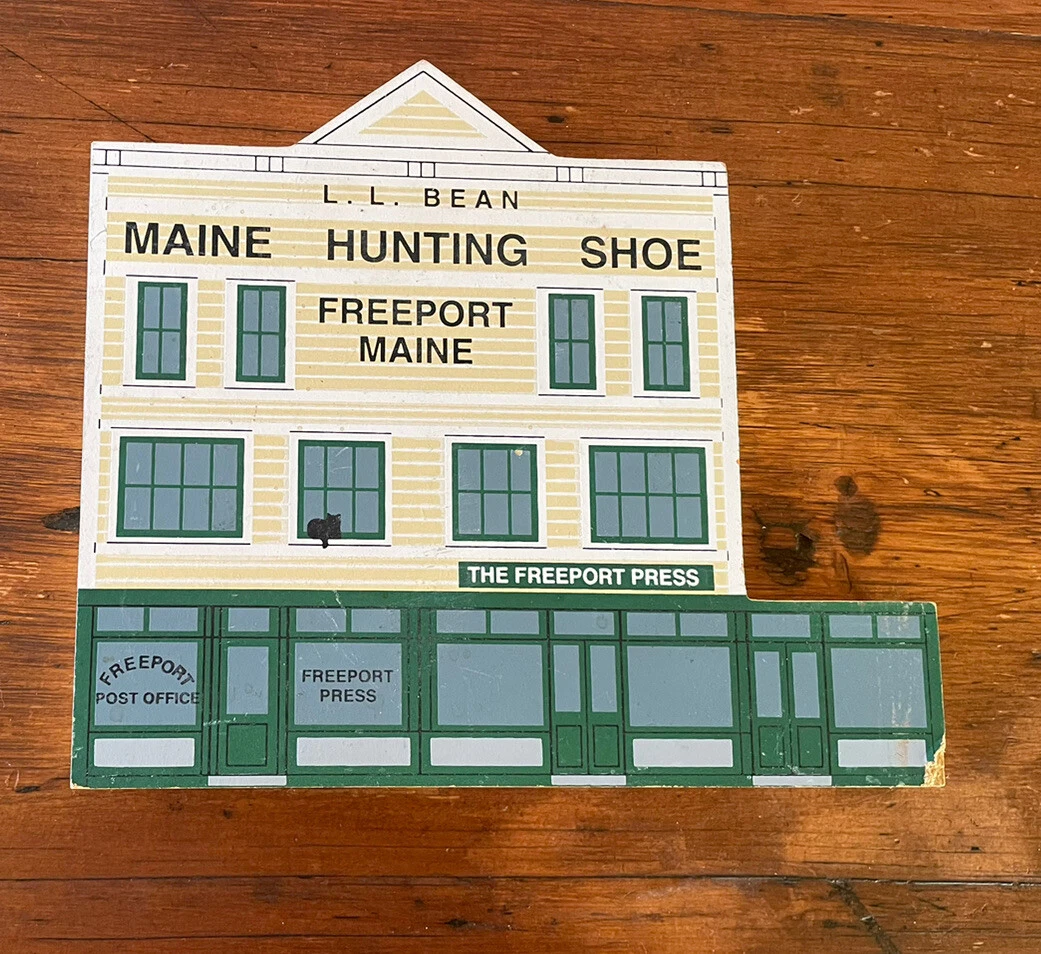 L. L. BEAN
MAINE HUNTING SHOE
FREEPORT
MAINE
THE FREEPORT PRESS
FREEPORT
POST OFFICE
FREEPORT
PRESS